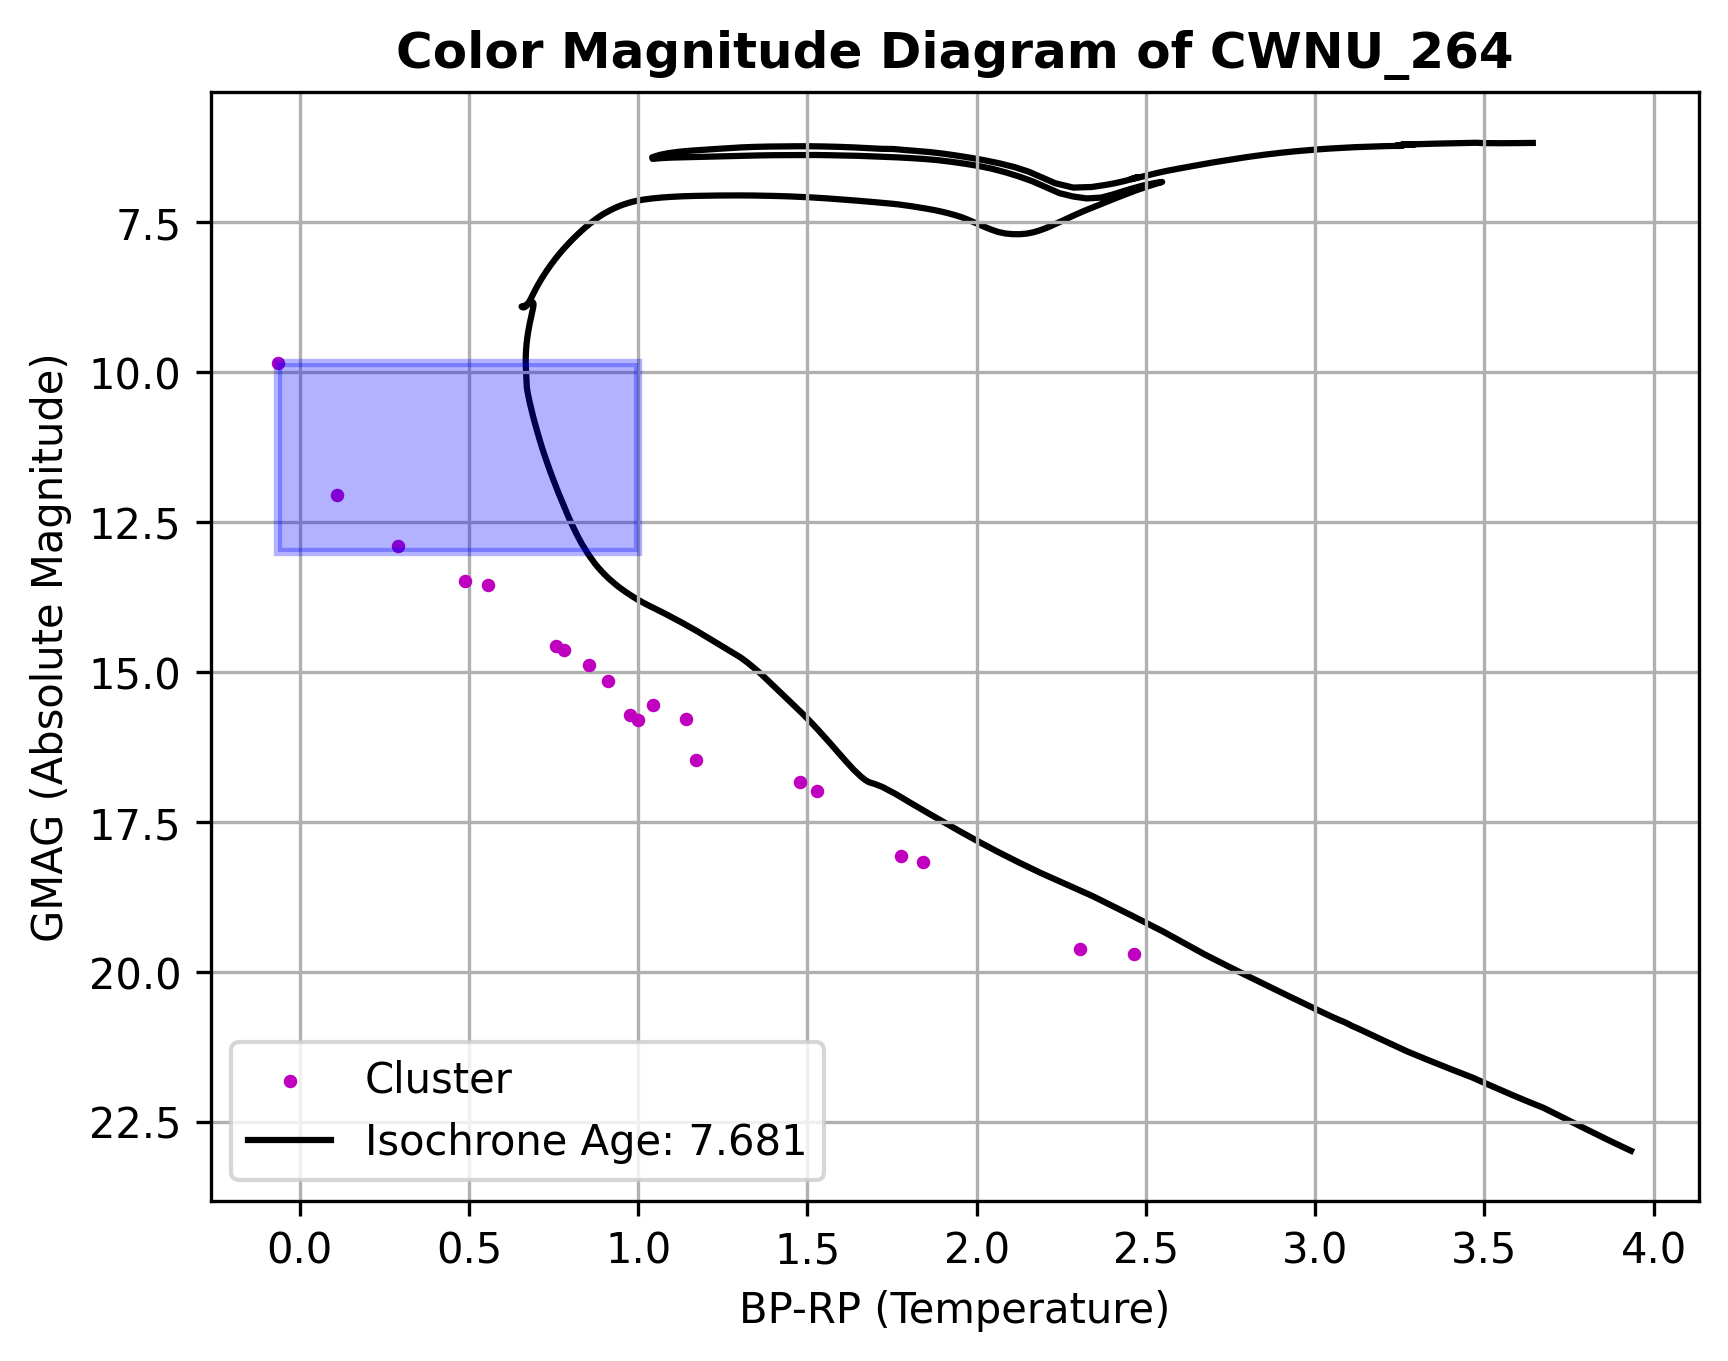 Color Magnitude Diagram of CWNU_264
GMAG (Absolute Magnitude)
7.5
10.0
12.5
15.0
17.5
20.0
22.5
Cluster
Isochrone Age: 7.681
0.0 0.5 1.0 1.5 2.0 2.5 3.0 3.5 4.0
BP-RP (Temperature)